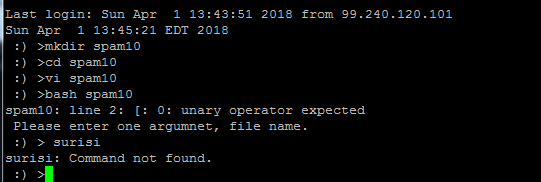 Last login: Sun Apr  1 13:43:51 2018 from 99.240.120.101
Sun Apr  1 13:45:21 EDT 2018
 :) >mkdir spam10
 :) >cd spam10
 :) >vi spam10
 :) >bash spam10
spam10: line 2: [: 0: unary operator expected
 Please enter one argumnet, file name.
 :) > surisi
surisi: Command not found.
 :) >